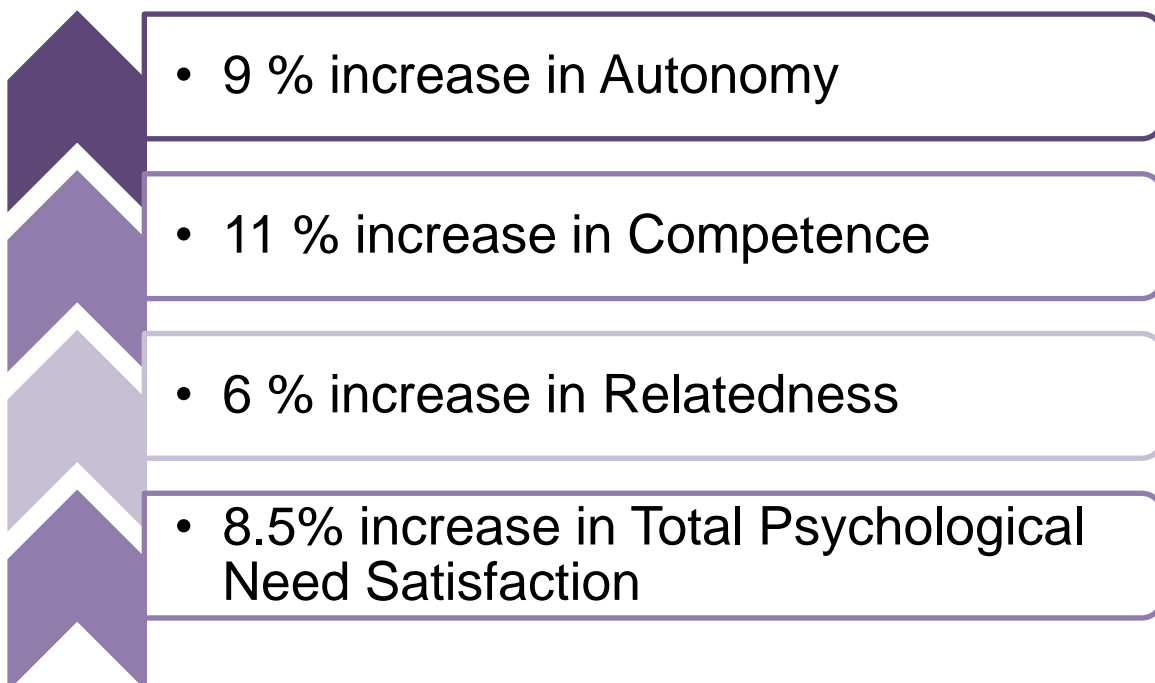 • 9 % increase in Autonomy
• 11 % increase in Competence
• 6 % increase in Relatedness
• 8.5% increase in Total Psychological
Need Satisfaction